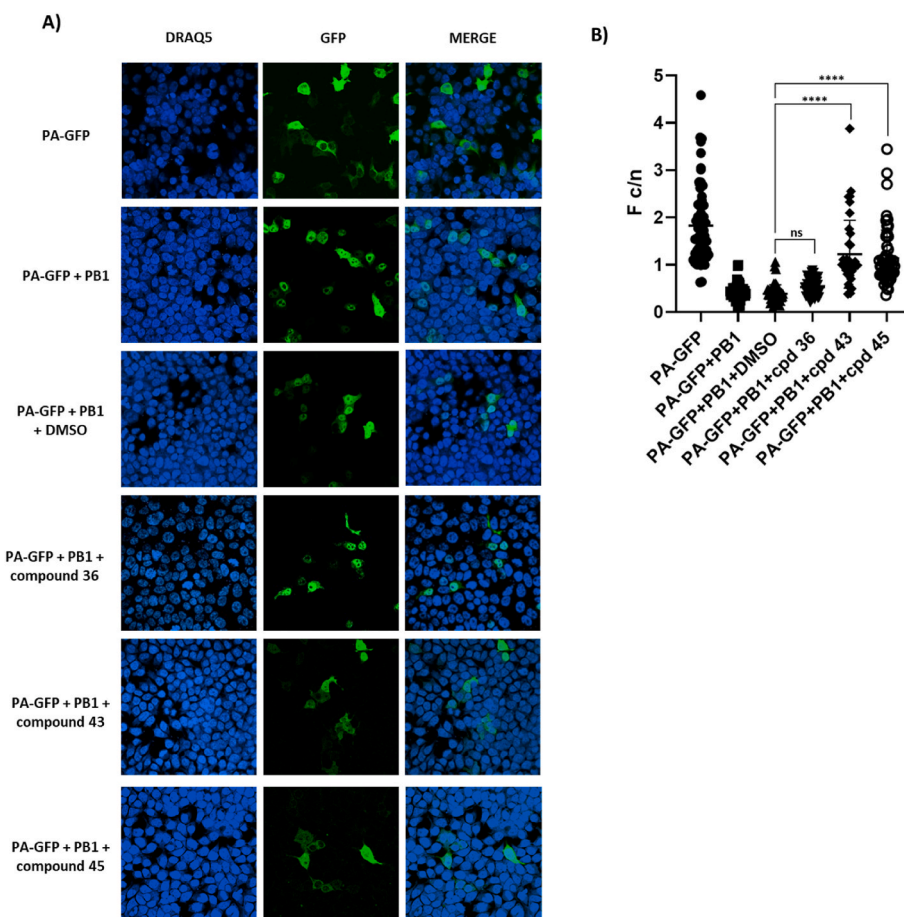 A)
DRAQ5
GFP
MERGE
PA-GFP
PA-GFP + PB1
PA-GFP + PB1
+ DMSO
PA-GFP + PB1 +
compound 36
PA-GFP + PB1 +
compound 43
PA-GFP + PB1 +
compound 45
B)
****
****
ns
F c/n
5
4
3
2
1
0
PA-GFP
PA-GFP+PB1
PA-GFP+PB1+DMSO
PA-GFP+PB1+cpd 36
PA-GFP+PB1+cpd 43
PA-GFP+PB1+cpd 45